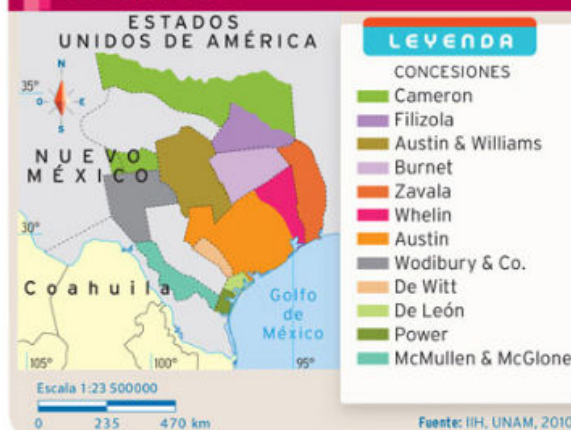 ESTADOS
UNIDOS DE AMÉRICA
N
O
E
S
35°
NUEVO
MÉXICO
30°
Coahuila
Golfo
de
México
105°
100°
95°
Escala 1:23 500000
0 235 470 km
LEYENDA
CONCESIONES
Cameron
Filizola
Austin & Williams
Burnet
Zavala
Whelin
Austin
Wodibury & Co.
De Witt
De León
Power
McMullen & McGlone
Fuente: IIH, UNAM, 2010